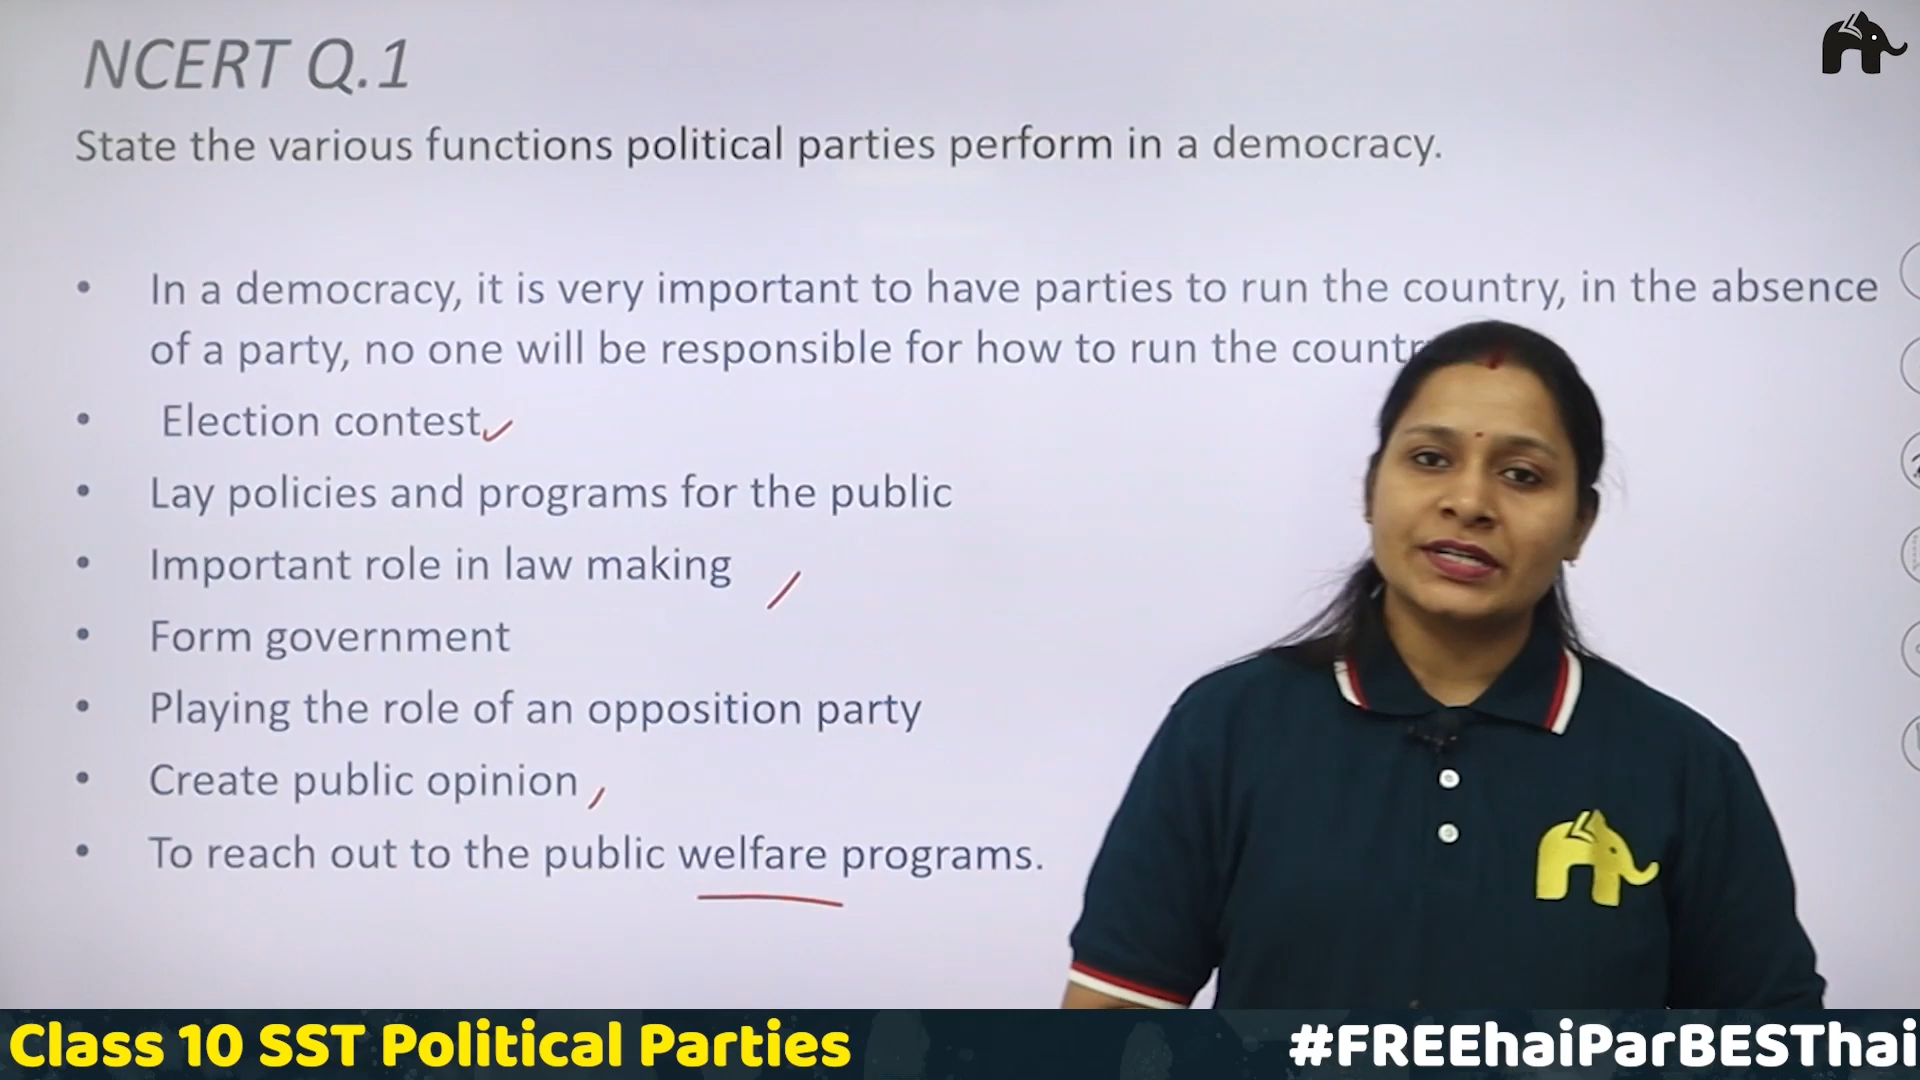 NCERT Q.1
State the various functions political parties perform in a democracy.
• In a democracy, it is very important to have parties to run the country, in the absence
of a party, no one will be responsible for how to run the countr
• Election contest
• Lay policies and programs for the public
• Important role in law making
• Form government
• Playing the role of an opposition party
• Create public opinion
• To reach out to the public welfare programs.
Class 10 SST Political Parties
#FREEhaiParBESThai